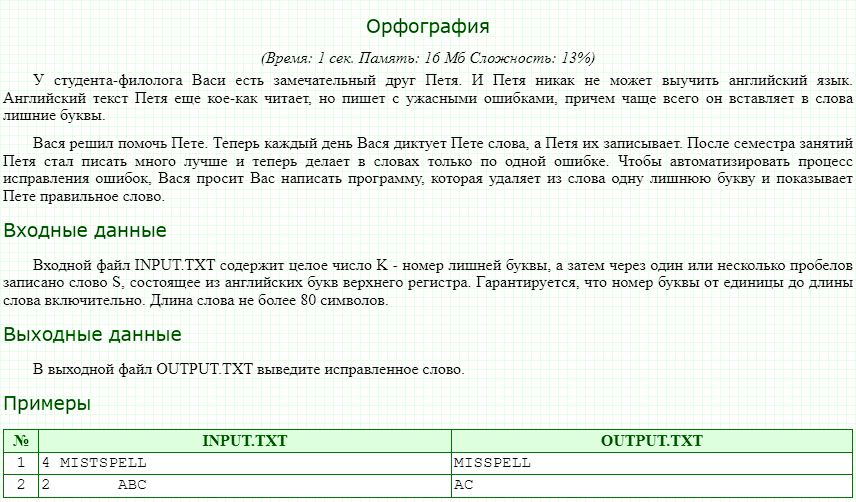 Орфография
(Время: 1 сек. Память: 16 Мб Сложность: 13%)
У студента-филолога Васи есть замечательный друг Петя. И Петя никак не может выучить английский язык.
Английский текст Петя еще кое-как читает, но пишет с ужасными ошибками, причем чаще всего он вставляет в слова
лишние буквы.
Вася решил помочь Пете. Теперь каждый день Вася диктует Пете слова, а Петя их записывает. После семестра занятий
Петя стал писать много лучше и теперь делает в словах только по одной ошибке. Чтобы автоматизировать процесс
исправления ошибок, Вася просит Вас написать программу, которая удаляет из слова одну лишнюю букву и показывает
Пете правильное слово.
Входные данные
Входной файл INPUT.TXT содержит целое число K - номер лишней буквы, а затем через один или несколько пробелов
записано слово S, состоящее из английских букв верхнего регистра. Гарантируется, что номер буквы от единицы до длины
слова включительно. Длина слова не более 80 символов.
Выходные данные
В выходной файл OUTPUT.TXT выведите исправленное слово.
Примеры
№ INPUT.TXT OUTPUT.TXT
1 4 MISTSPELL MISSPELL
2 2        ABC AC